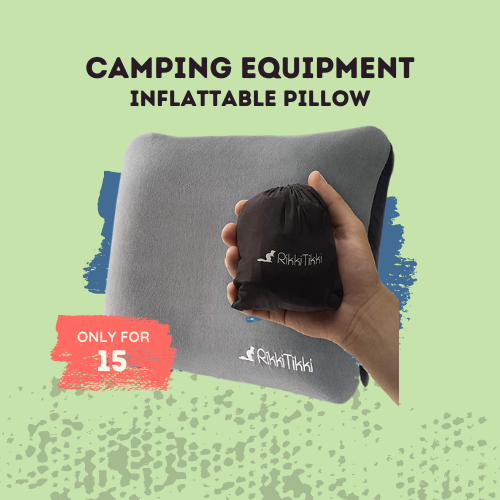 CAMPING EQUIPMENT
INFLATTABLE PILLOW
RikkiTikki
RikkiTikki
ONLY FOR
15